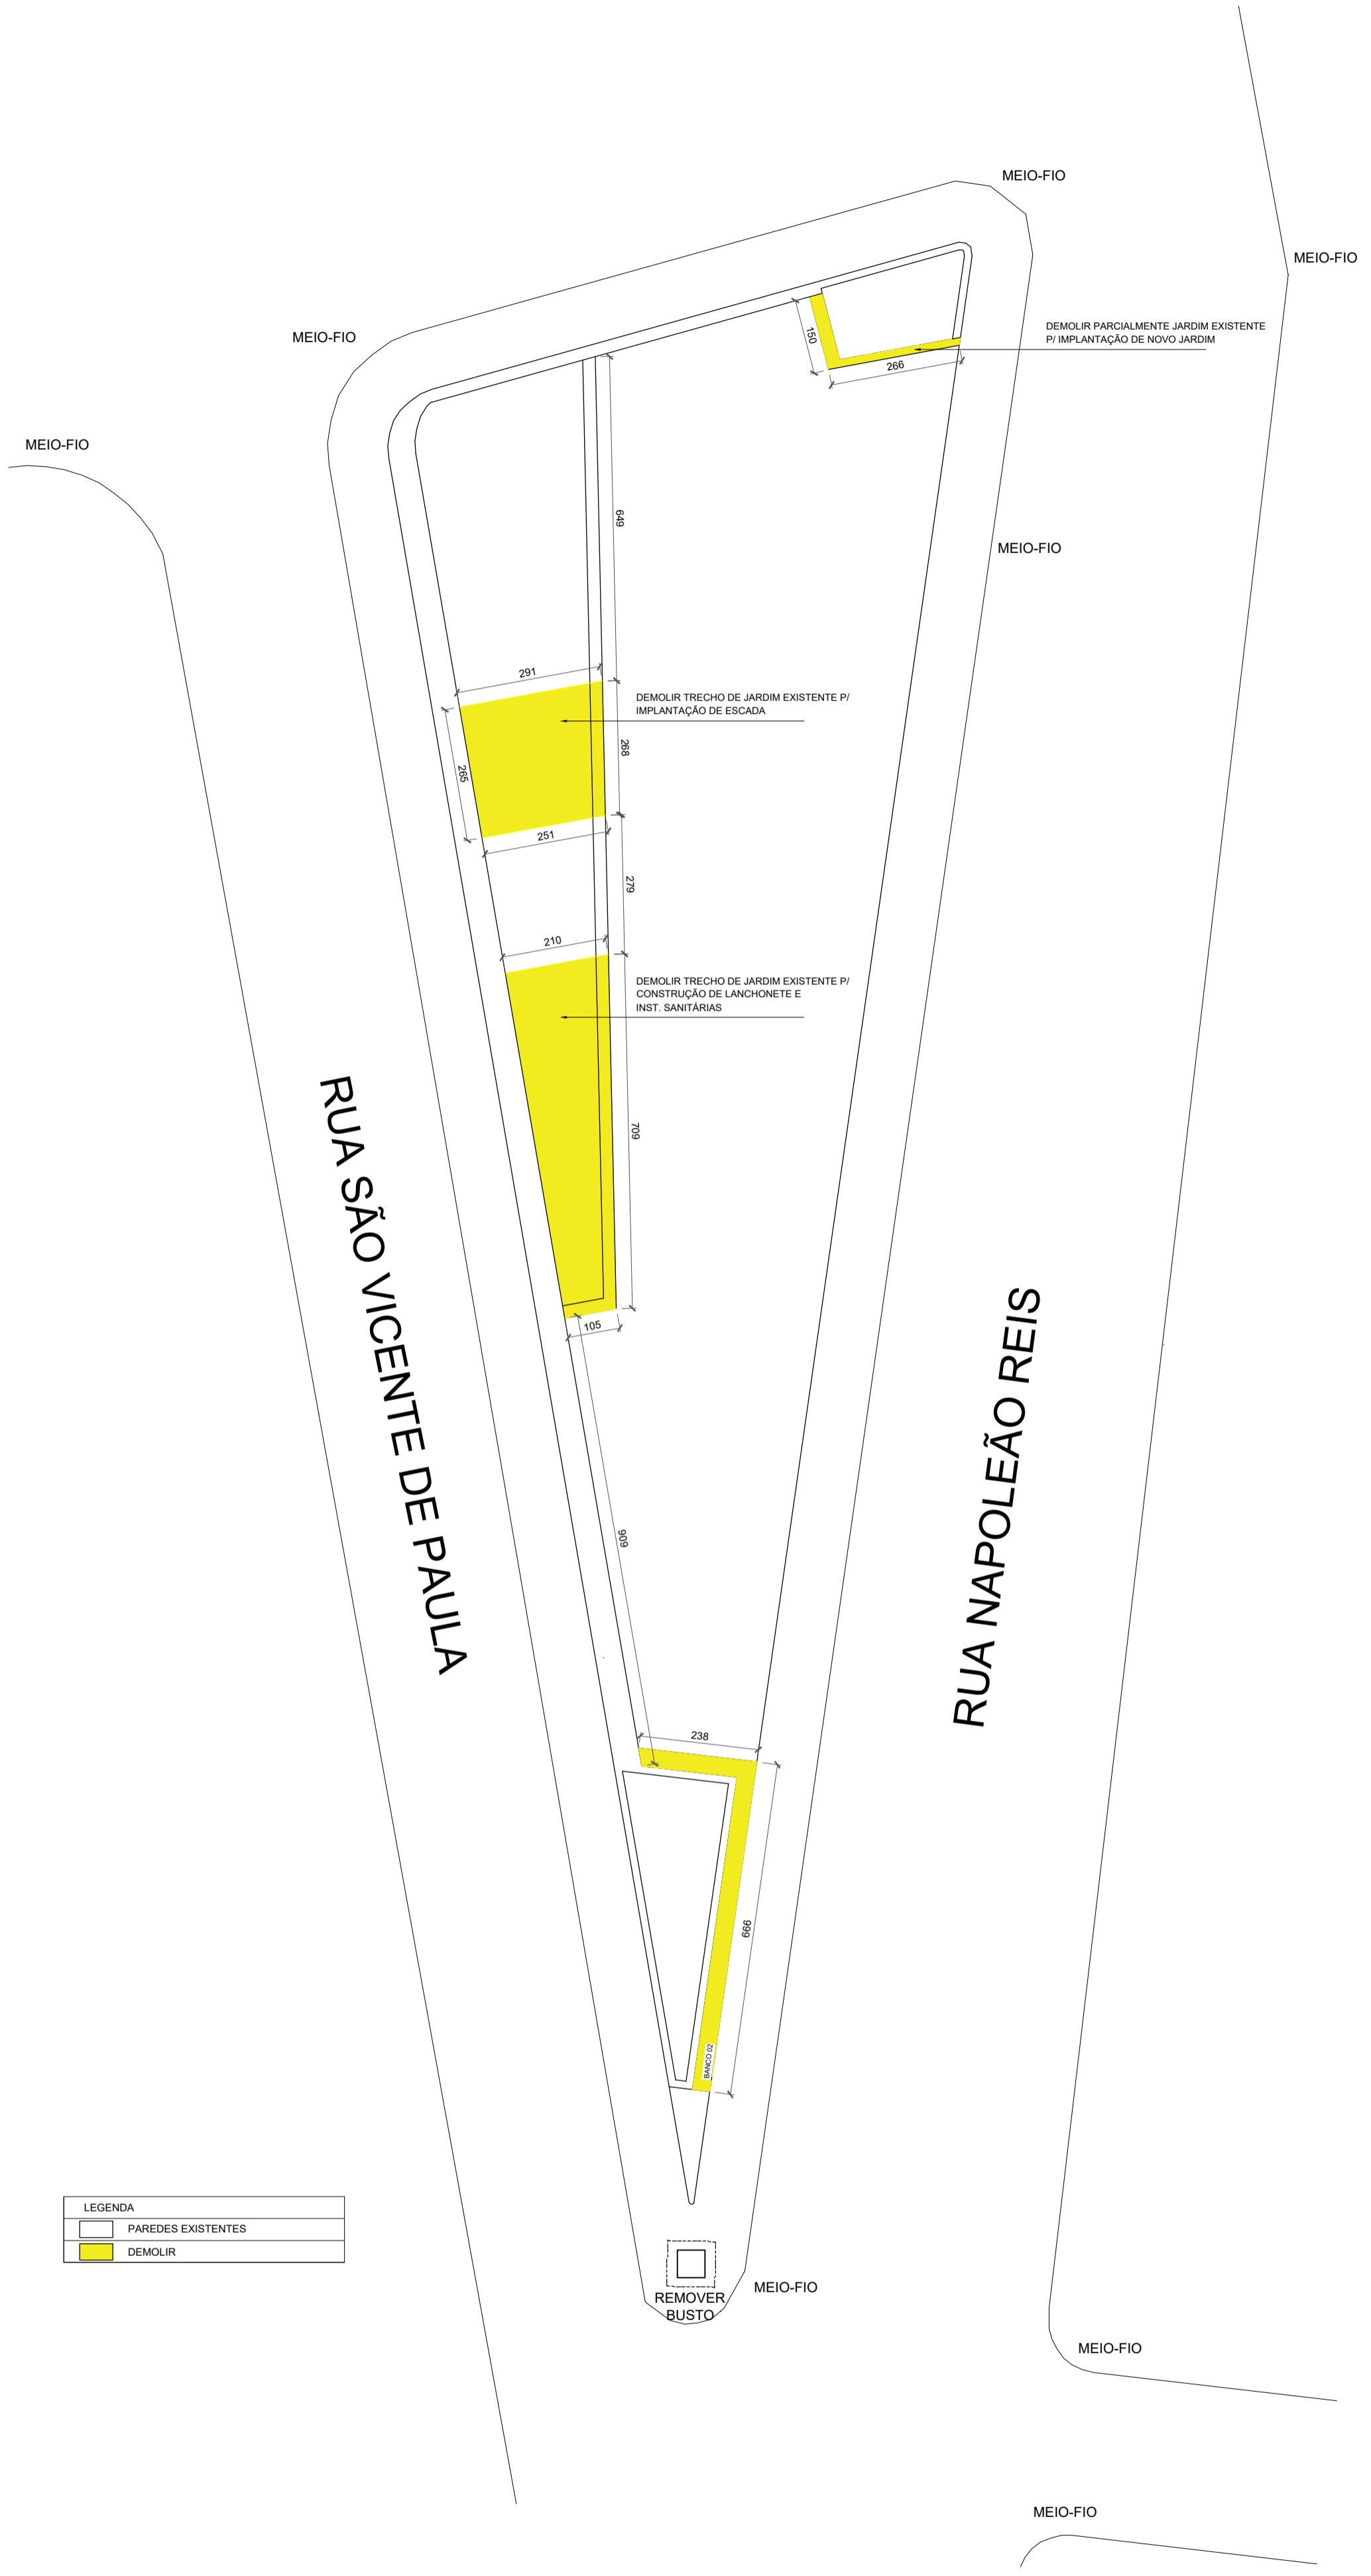 MEIO-FIO
MEIO-FIO
MEIO-FIO
DEMOLIR PARCIALMENTE JARDIM EXISTENTE
P/ IMPLANTAÇÃO DE NOVO JARDIM
150
266
MEIO-FIO
MEIO-FIO
649
MEIO-FIO
291
DEMOLIR TRECHO DE JARDIM EXISTENTE P/
IMPLANTAÇÃO DE ESCADA
268
265
251
279
210
DEMOLIR TRECHO DE JARDIM EXISTENTE P/
CONSTRUÇÃO DE LANCHONETE E
INST. SANITÁRIAS
709
105
RUA SÃO VICENTE DE PAULA
RUA NAPOLEÃO REIS
909
238
666
BANCO 02
LEGENDA
PAREDES EXISTENTES
DEMOLIR
REMOVER
BUSTO
MEIO-FIO
MEIO-FIO
MEIO-FIO